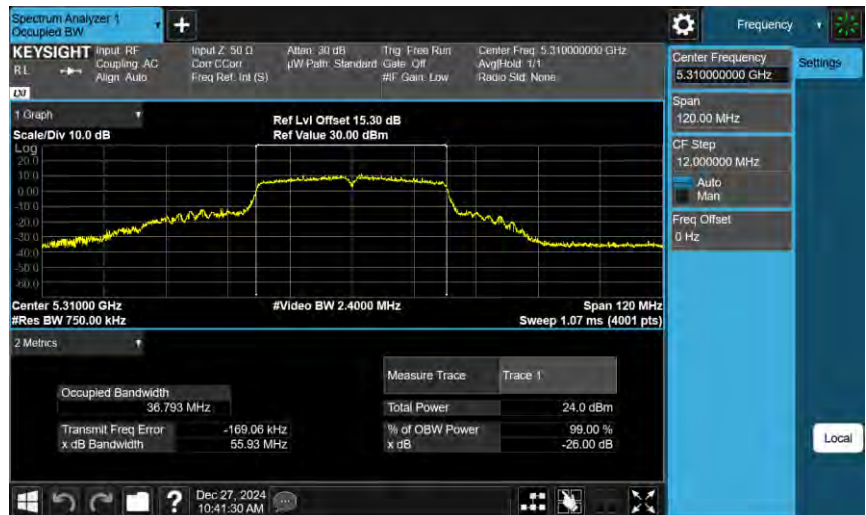 Spectrum Analyzer 1
Occupied BW
+
Frequency
KEYSIGHT
RL
LXI
Input: RF
Coupling: AC
Align: Auto
Input Z: 50 Ω
Corr CCorr
Freq Ref: Int (S)
Atten: 30 dB
µW Path: Standard
Trig: Free Run
Gate: Off
#IF Gain: Low
Center Freq: 5.310000000 GHz
Avg|Hold: 1/1
Radio Std: None
Center Frequency
5.310000000 GHz
Settings
Span
120.00 MHz
CF Step
12.000000 MHz
Auto
Man
Freq Offset
0 Hz
1 Graph
Scale/Div 10.0 dB
Ref Lvl Offset 15.30 dB
Ref Value 30.00 dBm
Log
20.0
10.0
0.00
-10.0
-20.0
-30.0
-40.0
-50.0
-60.0
Center 5.31000 GHz
#Video BW 2.4000 MHz
Span 120 MHz
#Res BW 750.00 kHz
Sweep 1.07 ms (4001 pts)
2 Metrics
Measure Trace Trace 1
Occupied Bandwidth
36.793 MHz
Total Power 24.0 dBm
Transmit Freq Error -169.06 kHz
% of OBW Power 99.00 %
x dB Bandwidth 55.93 MHz
x dB -26.00 dB
Local
?
Dec 27, 2024
10:41:30 AM